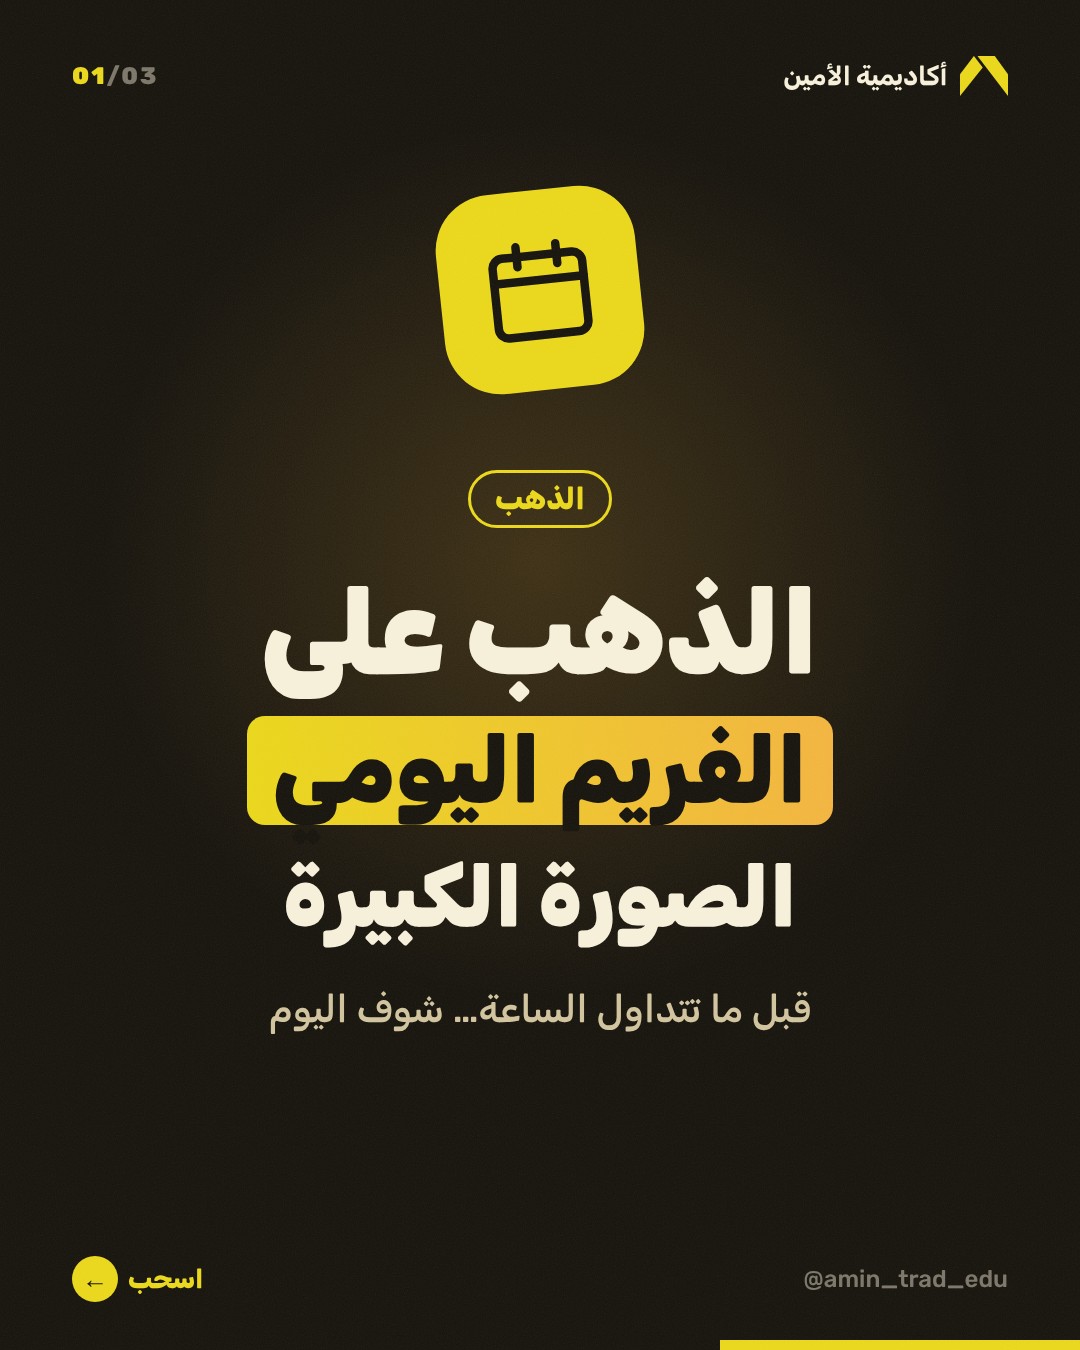 أكاديمية الأمين
01/03
الذهب
الذهب على
الفريم اليومي
الصورة الكبيرة
قبل ما تتداول الساعة... شوف اليوم
@amin_trad_edu
اسحب ←